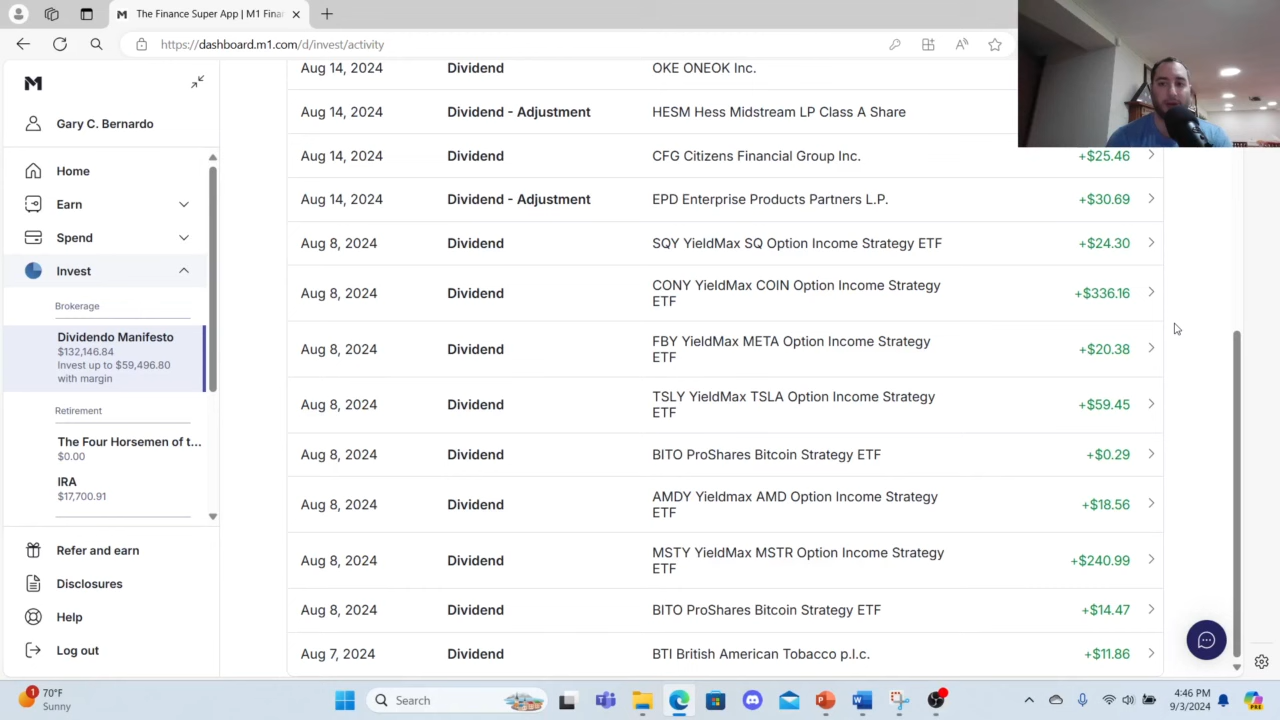 The Finance Super App | M1 Finan
https://dashboard.m1.com/d/invest/activity
Gary C. Bernardo
Home
Earn
Spend
Invest
Brokerage
Dividendo Manifesto
$132,146.84
Invest up to $59,496.80
with margin
Retirement
The Four Horsemen of t...
$0.00
IRA
$17,700.91
Refer and earn
Disclosures
Help
Log out
Aug 14, 2024 Dividend OKE ONEOK Inc.
Aug 14, 2024 Dividend - Adjustment HESM Hess Midstream LP Class A Share
Aug 14, 2024 Dividend CFG Citizens Financial Group Inc. +$25.46
Aug 14, 2024 Dividend - Adjustment EPD Enterprise Products Partners L.P. +$30.69
Aug 8, 2024 Dividend SQY YieldMax SQ Option Income Strategy ETF +$24.30
Aug 8, 2024 Dividend CONY YieldMax COIN Option Income Strategy +$336.16
ETF
Aug 8, 2024 Dividend FBY YieldMax META Option Income Strategy +$20.38
ETF
Aug 8, 2024 Dividend TSLY YieldMax TSLA Option Income Strategy +$59.45
ETF
Aug 8, 2024 Dividend BITO ProShares Bitcoin Strategy ETF +$0.29
Aug 8, 2024 Dividend AMDY Yieldmax AMD Option Income Strategy +$18.56
ETF
Aug 8, 2024 Dividend MSTY YieldMax MSTR Option Income Strategy +$240.99
ETF
Aug 8, 2024 Dividend BITO ProShares Bitcoin Strategy ETF +$14.47
Aug 7, 2024 Dividend BTI British American Tobacco p.l.c. +$11.86
1
70°F
Sunny
Search
4:46 PM
9/3/2024
PRE